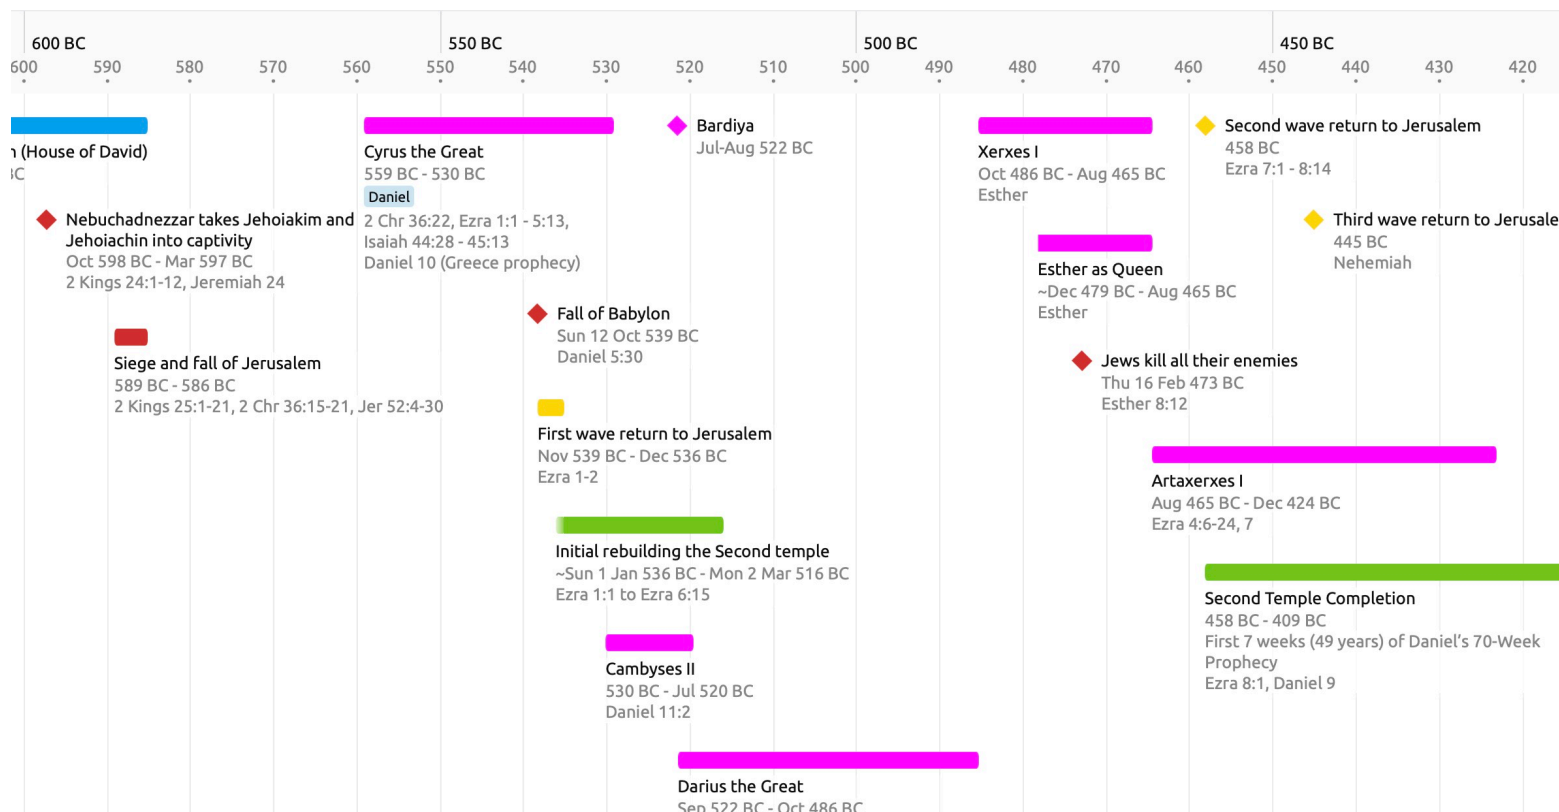 600 BC
550 BC
500 BC
450 BC
600 590 580 570 560 550 540 530 520 510 500 490 480 470 460 450 440 430 420
(House of David)
BC
Nebuchadnezzar takes Jehoiakim and
Jehoiachin into captivity
Oct 598 BC - Mar 597 BC
2 Kings 24:1-12, Jeremiah 24
Siege and fall of Jerusalem
589 BC - 586 BC
2 Kings 25:1-21, 2 Chr 36:15-21, Jer 52:4-30
Cyrus the Great
559 BC - 530 BC
Daniel
2 Chr 36:22, Ezra 1:1 - 5:13,
Isaiah 44:28 - 45:13
Daniel 10 (Greece prophecy)
Bardiya
Jul-Aug 522 BC
Fall of Babylon
Sun 12 Oct 539 BC
Daniel 5:30
First wave return to Jerusalem
Nov 539 BC - Dec 536 BC
Ezra 1-2
Initial rebuilding the Second temple
~Sun 1 Jan 536 BC - Mon 2 Mar 516 BC
Ezra 1:1 to Ezra 6:15
Cambyses II
530 BC - Jul 520 BC
Daniel 11:2
Darius the Great
Sep 522 BC - Oct 486 BC
Xerxes I
Oct 486 BC - Aug 465 BC
Esther
Esther as Queen
~Dec 479 BC - Aug 465 BC
Esther
Jews kill all their enemies
Thu 16 Feb 473 BC
Esther 8:12
Artaxerxes I
Aug 465 BC - Dec 424 BC
Ezra 4:6-24, 7
Second wave return to Jerusalem
458 BC
Ezra 7:1 - 8:14
Third wave return to Jerusale
445 BC
Nehemiah
Second Temple Completion
458 BC - 409 BC
First 7 weeks (49 years) of Daniel's 70-Week
Prophecy
Ezra 8:1, Daniel 9